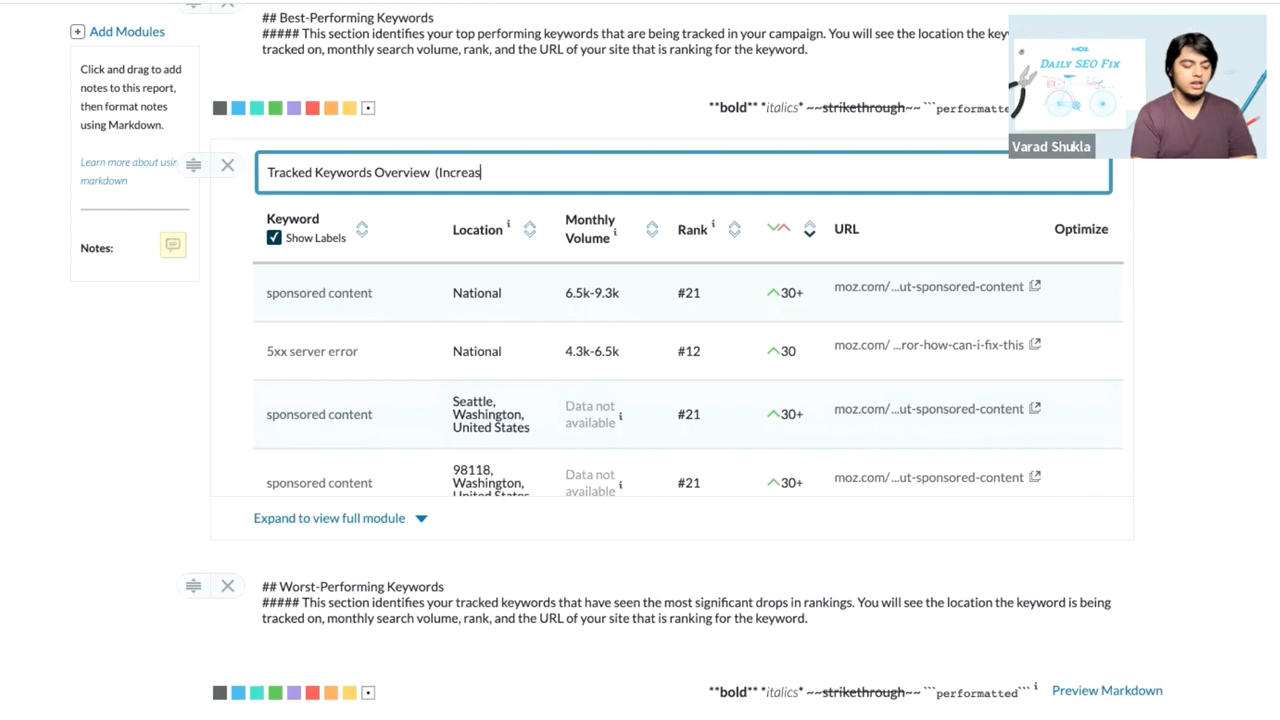 ## Best-Performing Keywords
##### This section identifies your top performing keywords that are being tracked in your campaign. You will see the location the key
tracked on, monthly search volume, rank, and the URL of your site that is ranking for the keyword.
Add Modules
Click and drag to add
notes to this report,
then format notes
using Markdown.
Learn more about usin
markdown
Notes:
**bold** *italics* ~~strikethrough~~ ```performatte
MOZ
DAILY SEO FIX
Varad Shukla
Tracked Keywords Overview (Increas
Keyword
Show Labels
Location i
Monthly
Volume i
Rank i
URL
Optimize
sponsored content National 6.5k-9.3k #21 30+ moz.com/...ut-sponsored-content
5xx server error National 4.3k-6.5k #12 30 moz.com/ ...ror-how-can-i-fix-this
sponsored content Seattle,
Washington,
United States Data not
available i #21 30+ moz.com/...ut-sponsored-content
sponsored content 98118,
Washington,
United States Data not
available i #21 30+ moz.com/...ut-sponsored-content
Expand to view full module
## Worst-Performing Keywords
##### This section identifies your tracked keywords that have seen the most significant drops in rankings. You will see the location the keyword is being
tracked on, monthly search volume, rank, and the URL of your site that is ranking for the keyword.
**bold** *italics* ~~strikethrough~~ ```performatted``` i Preview Markdown